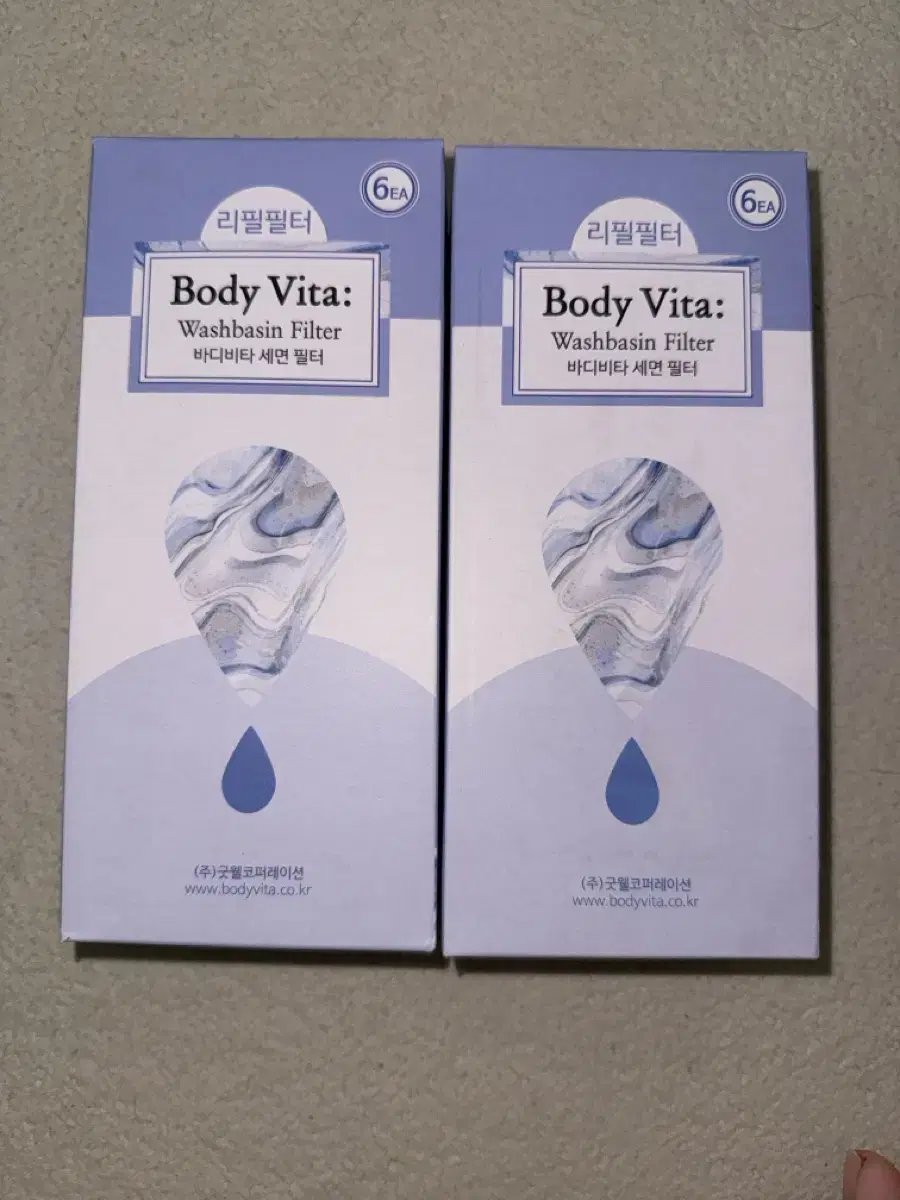 6EA
리필필터
Body Vita:
Washbasin Filter
바디비타 세면 필터
(주)굿웰코퍼레이션
www.bodyvita.co.kr
6EA
리필필터
Body Vita:
Washbasin Filter
바디비타 세면 필터
(주)굿웰코퍼레이션
www.bodyvita.co.kr